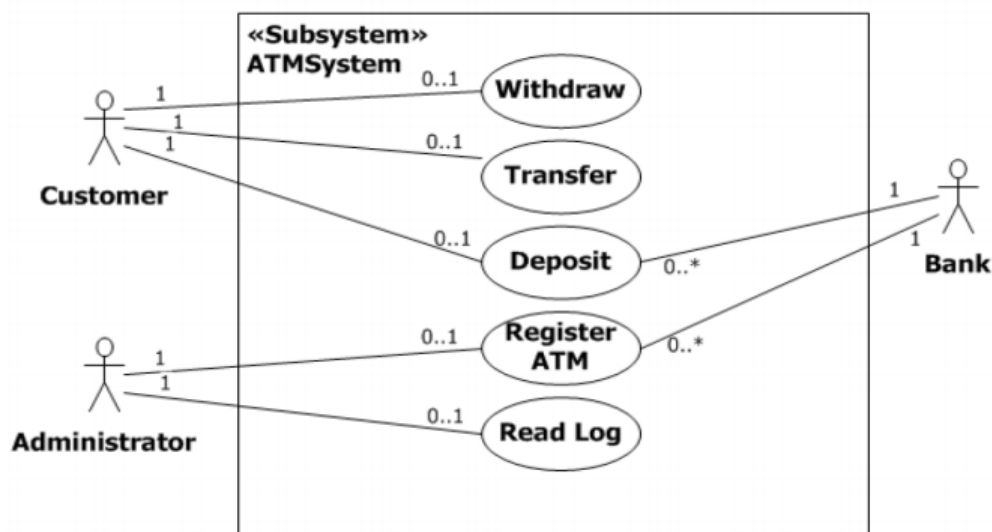 «Subsystem»
ATMSystem
1
0..1
Withdraw
1
0..1
Transfer
1
Customer
0..1
Deposit
0..*
1
1
Bank
1
0..1
Register
ATM
0..*
1
0..1
Read Log
Administrator